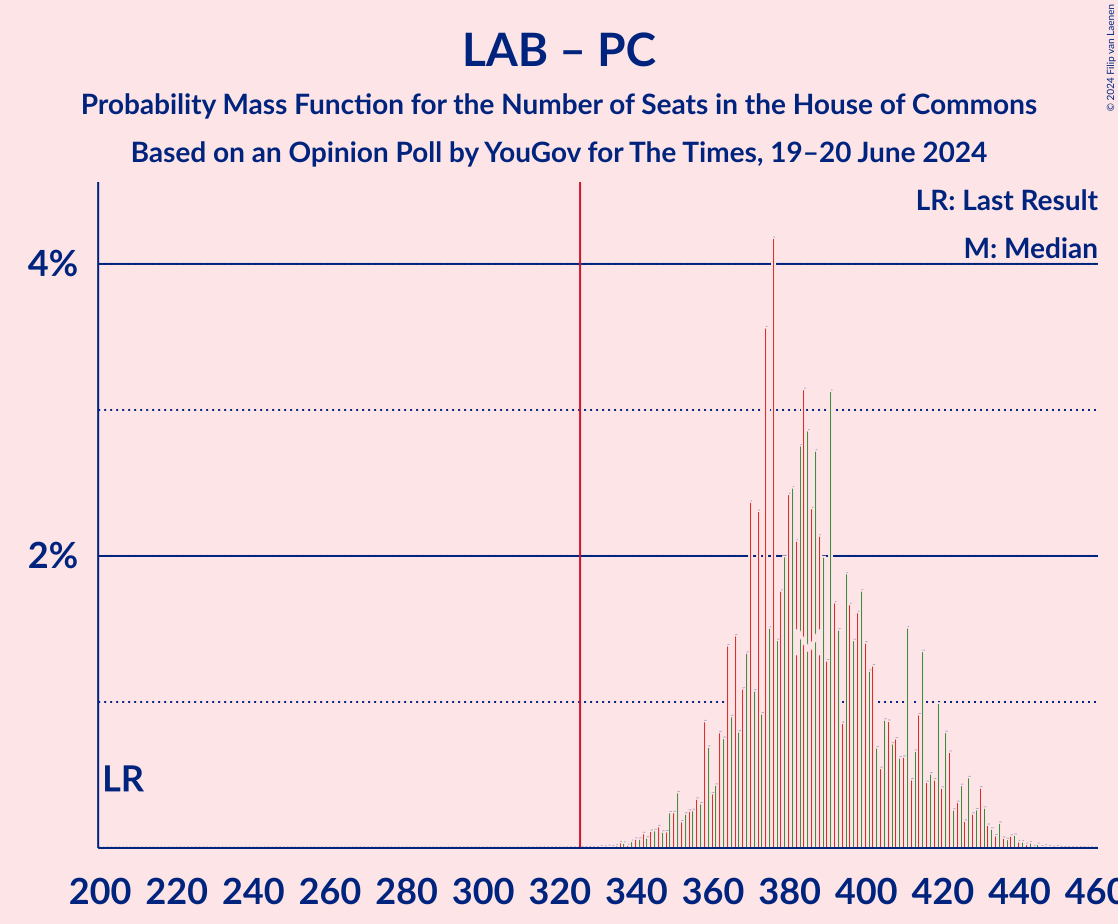 LAB – PC
Probability Mass Function for the Number of Seats in the House of Commons
Based on an Opinion Poll by YouGov for The Times, 19–20 June 2024
© 2024 Filip van Laenen
LR: Last Result
M: Median
4%
2%
LR
200 220 240 260 280 300 320 340 360 380 400 420 440 460